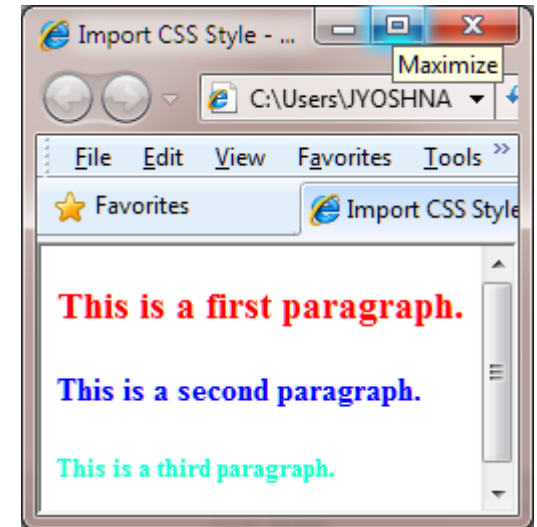 Import CSS Style - ...
Maximize
C:\Users\JYOSHNA
File Edit View Favorites Tools »
Favorites
Import CSS Style
This is a first paragraph.
This is a second paragraph.
This is a third paragraph.